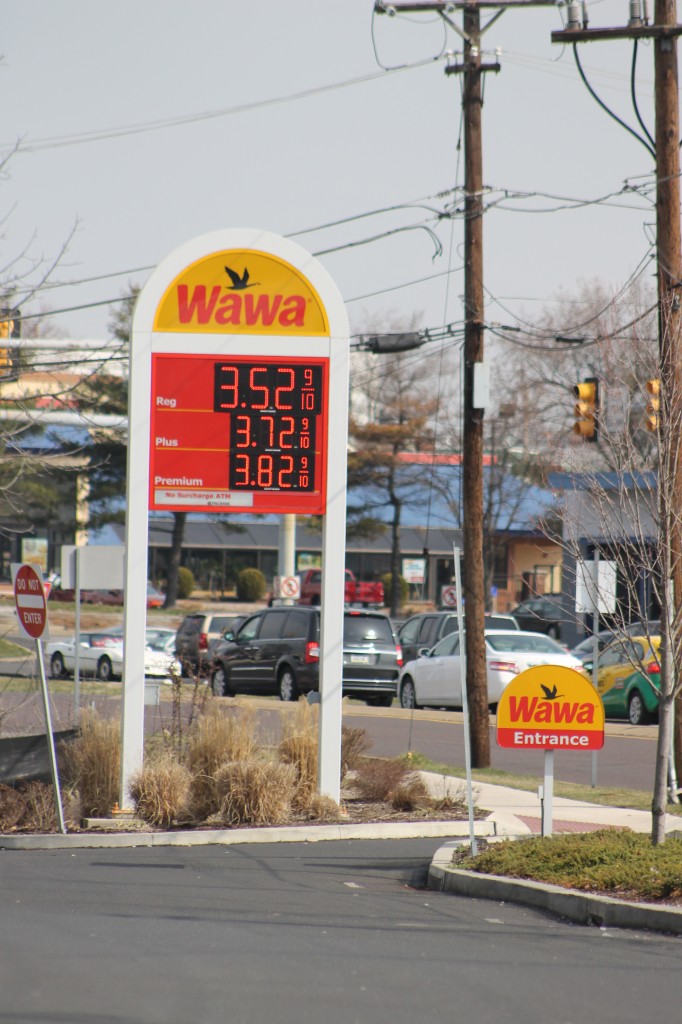 Wawa
Reg 3.52 9/10
Plus 3.72 9/10
Premium 3.82 9/10
No Surcharge ATM
DO NOT
ENTER
Wawa
Entrance